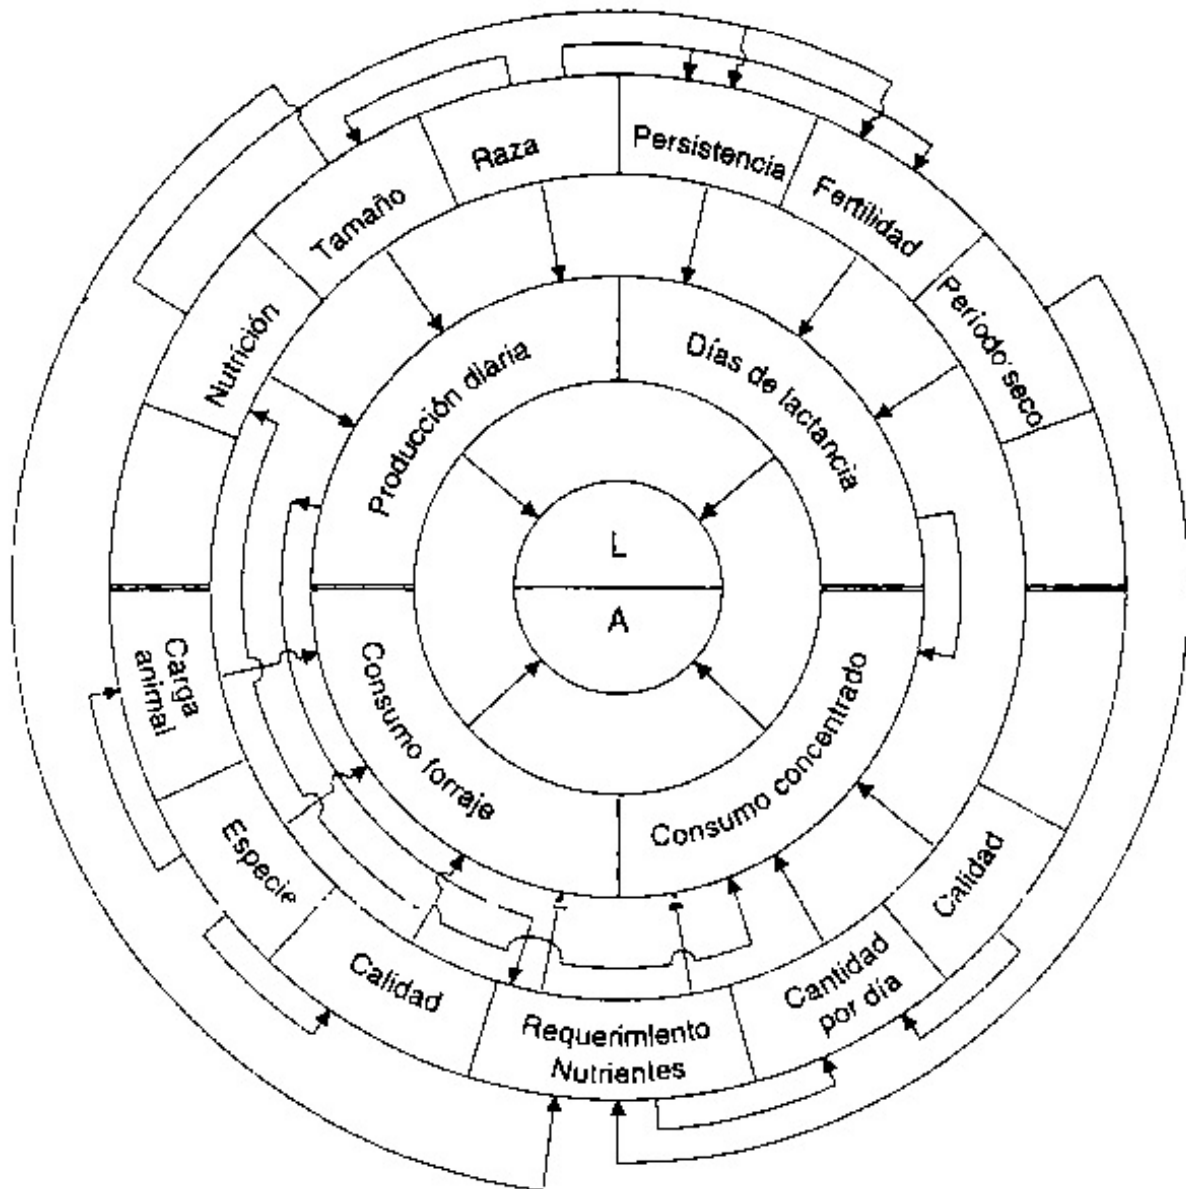 Raza
Persistencia
Tamaño
Fertilidad
Nutrición
Período seco
Producción diaria
Días de lactancia
L
A
Carga
animal
Consumo forraje
Consumo concentrado
Especie
Calidad
Calidad
Cantidad
por día
Requerimiento
Nutrientes